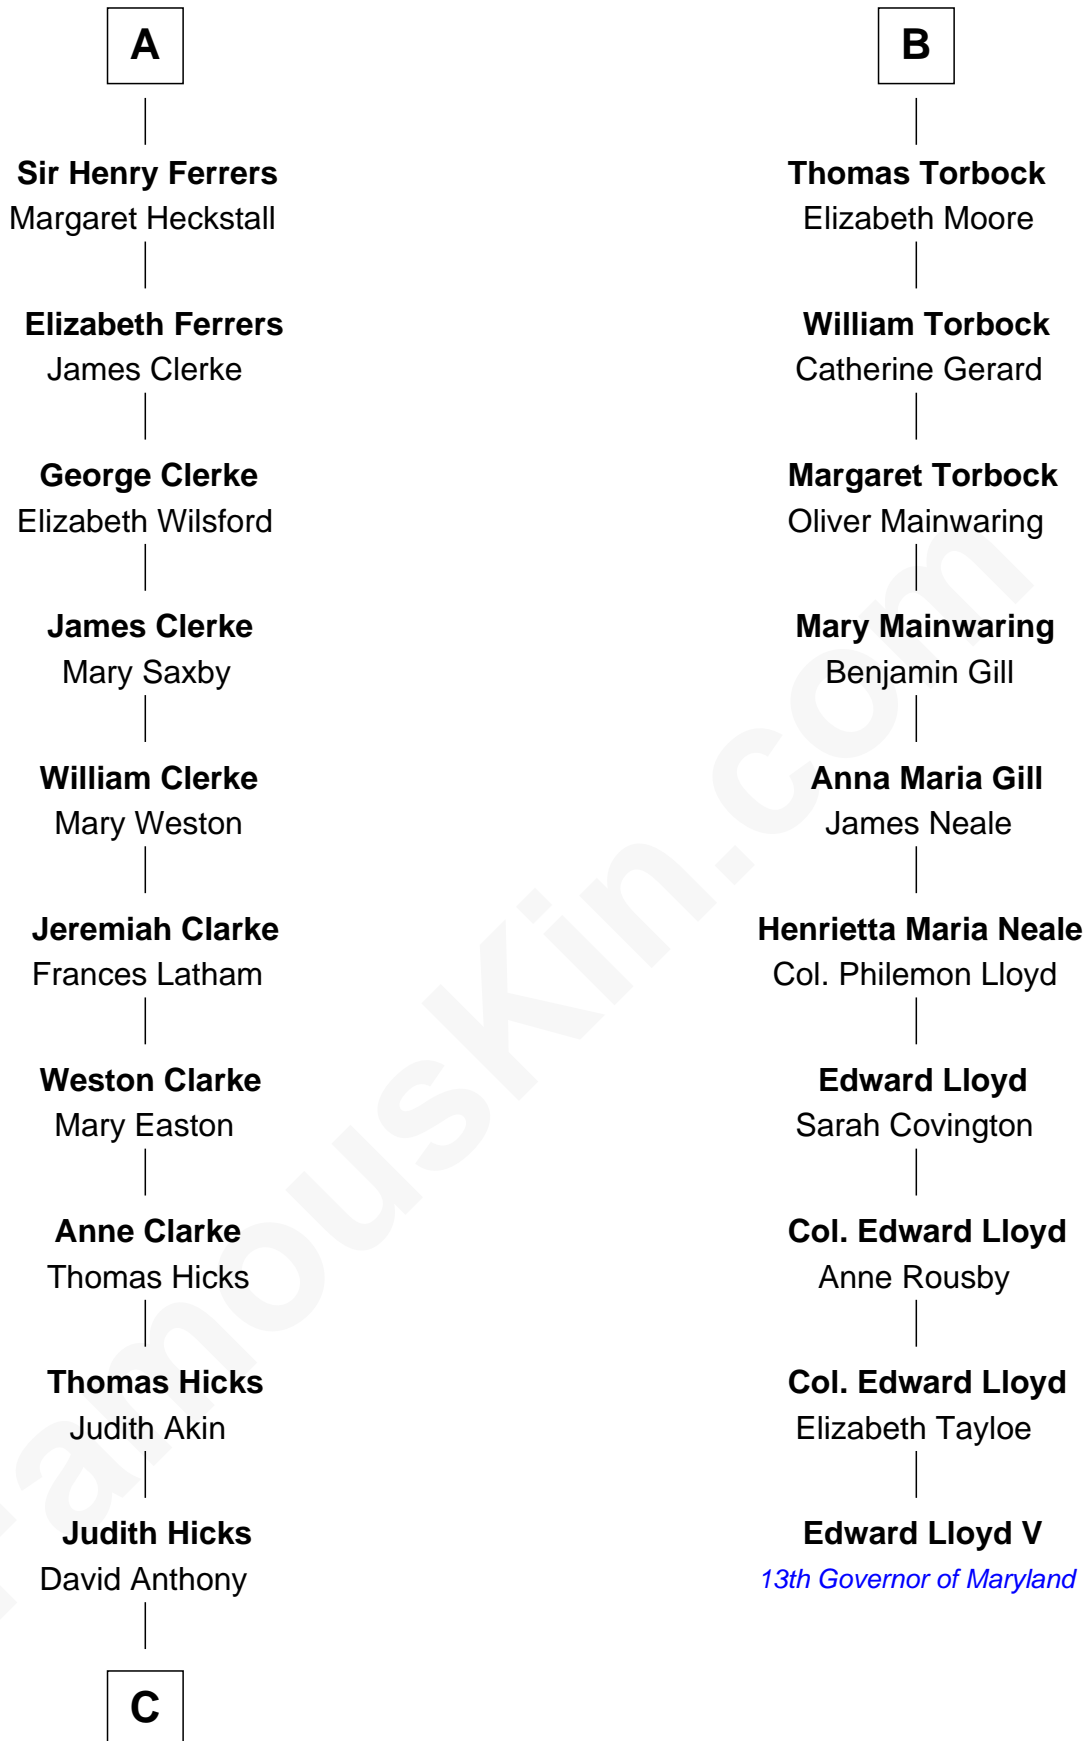 A
Sir Henry Ferrers
Margaret Heckstall
Elizabeth Ferrers
James Clerke
George Clerke
Elizabeth Wilsford
James Clerke
Mary Saxby
William Clerke
Mary Weston
Jeremiah Clarke
Frances Latham
Weston Clarke
Mary Easton
Anne Clarke
Thomas Hicks
Thomas Hicks
Judith Akin
Judith Hicks
David Anthony
C
B
Thomas Torbock
Elizabeth Moore
William Torbock
Catherine Gerard
Margaret Torbock
Oliver Mainwaring
Mary Mainwaring
Benjamin Gill
Anna Maria Gill
James Neale
Henrietta Maria Neale
Col. Philemon Lloyd
Edward Lloyd
Sarah Covington
Col. Edward Lloyd
Anne Rousby
Col. Edward Lloyd
Elizabeth Tayloe
Edward Lloyd V
13th Governor of Maryland
FamousKin.com